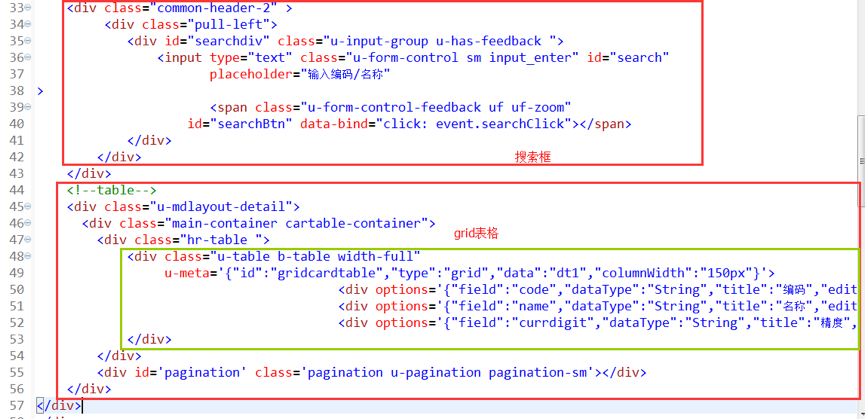 33 <div class="common-header-2" >
34 <div class="pull-left">
35 <div id="searchdiv" class="u-input-group u-has-feedback ">
36 <input type="text" class="u-form-control sm input_enter" id="search"
37 placeholder="输入编码/名称"
38 >
39 <span class="u-form-control-feedback uf uf-zoom"
40 id="searchBtn" data-bind="click: event.searchClick"></span>
41 </div>
42 </div> 搜索框
43 </div>
44 <!--table-->
45 <div class="u-mdlayout-detail">
46 <div class="main-container cartable-container">
grid表格
47 <div class="hr-table ">
48 <div class="u-table b-table width-full"
49 u-meta='{"id":"gridcardtable","type":"grid","data":"dt1","columnWidth":"150px"}'>
50 <div options='{"field":"code","dataType":"String","title":"编码","edit
51 <div options='{"field":"name","dataType":"String","title":"名称","edit
52 <div options='{"field":"currdigit","dataType":"String","title":"精度",
53 </div>
54 </div>
55 <div id='pagination' class='pagination u-pagination pagination-sm'></div>
56 </div>
57 </div>